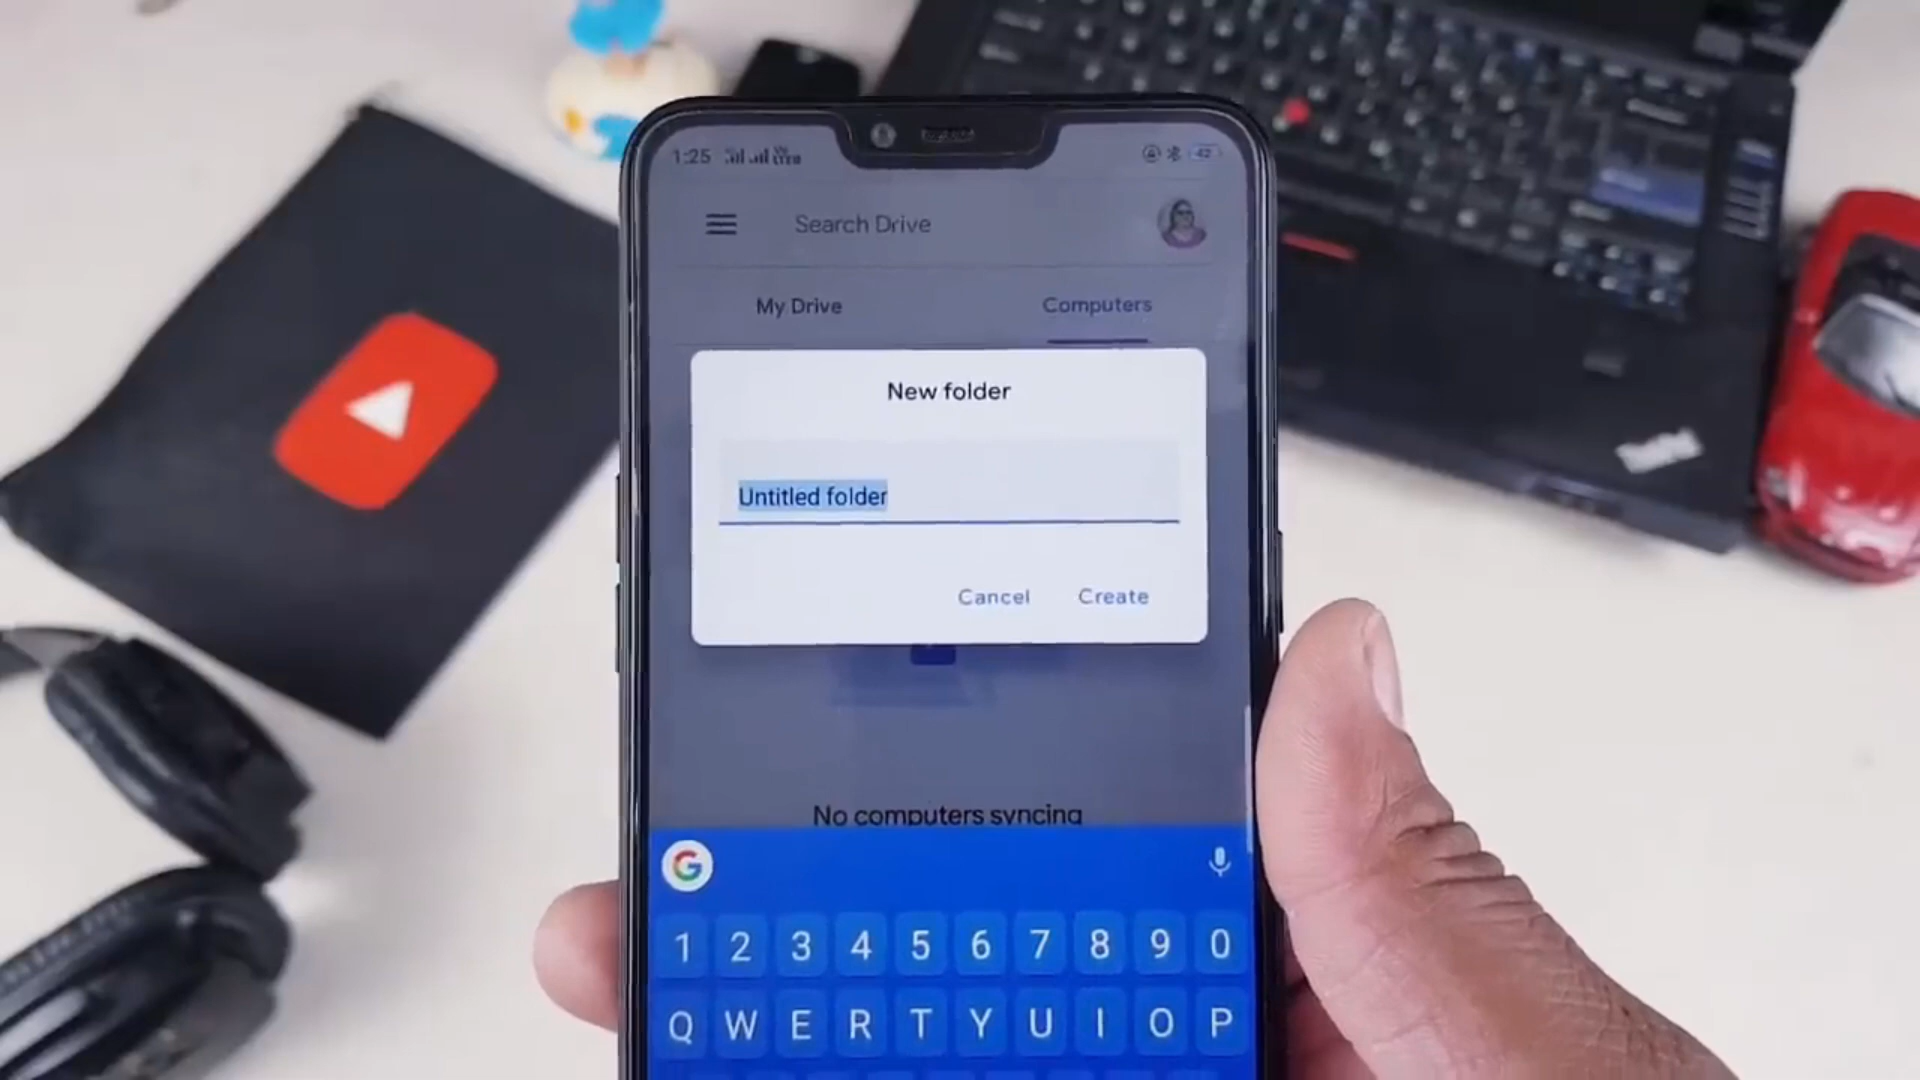 1:25
42
Search Drive
My Drive
Computers
New folder
Untitled folder
Cancel
Create
No computers syncing
G
1 2 3 4 5 6 7 8 9 0
Q W E R T Y U I O P